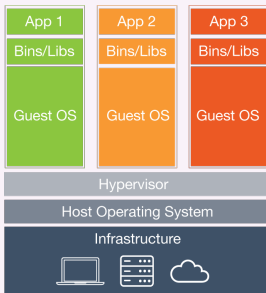 App 1 App 2 App 3
Bins/Libs Bins/Libs Bins/Libs
Guest OS Guest OS Guest OS
Hypervisor
Host Operating System
Infrastructure